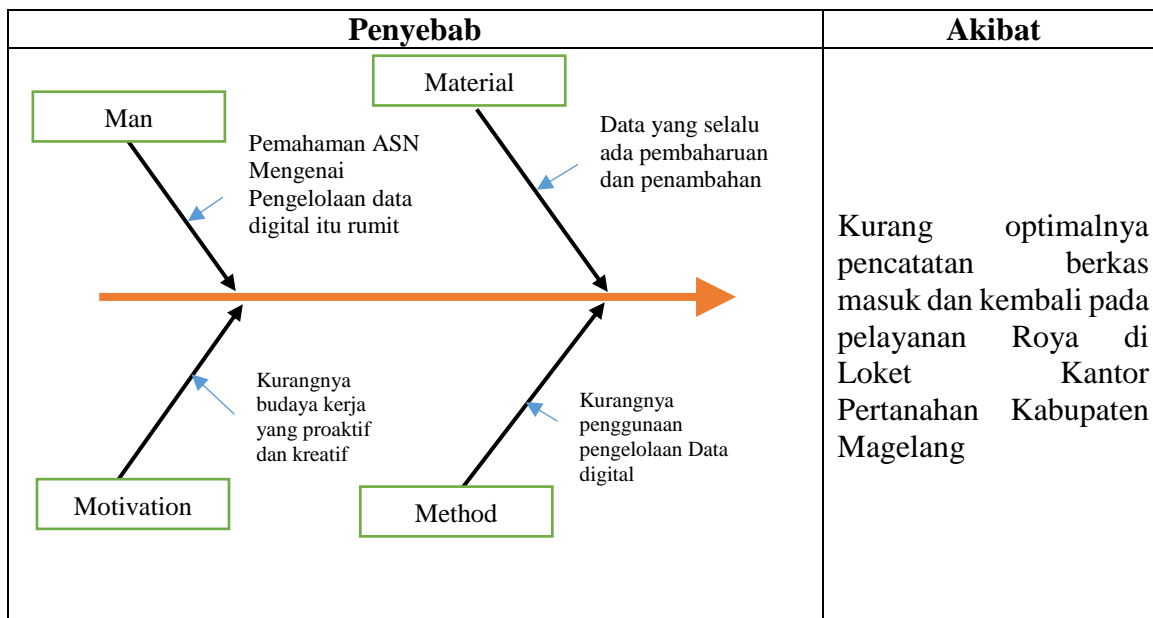 Penyebab
Akibat
Man
Material
Pemahaman ASN
Mengenai
Pengelolaan data
digital itu rumit
Data yang selalu
ada pembaharuan
dan penambahan
Kurangnya
budaya kerja
yang proaktif
dan kreatif
Kurangnya
penggunaan
pengelolaan Data
digital
Motivation
Method
Kurang optimalnya
pencatatan berkas
masuk dan kembali pada
pelayanan Roya di
Loket Kantor
Pertanahan Kabupaten
Magelang